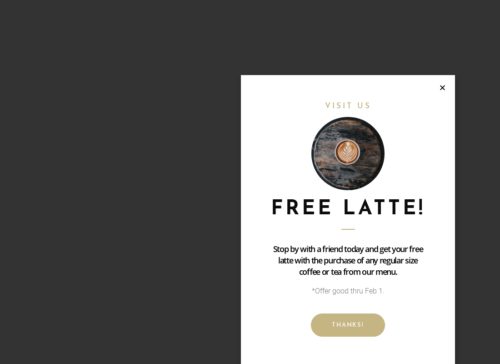 VISIT US
FREE LATTE!
Stop by with a friend today and get your free
latte with the purchase of any regular size
coffee or tea from our menu.
*Offer good thru Feb 1.
THANKS!